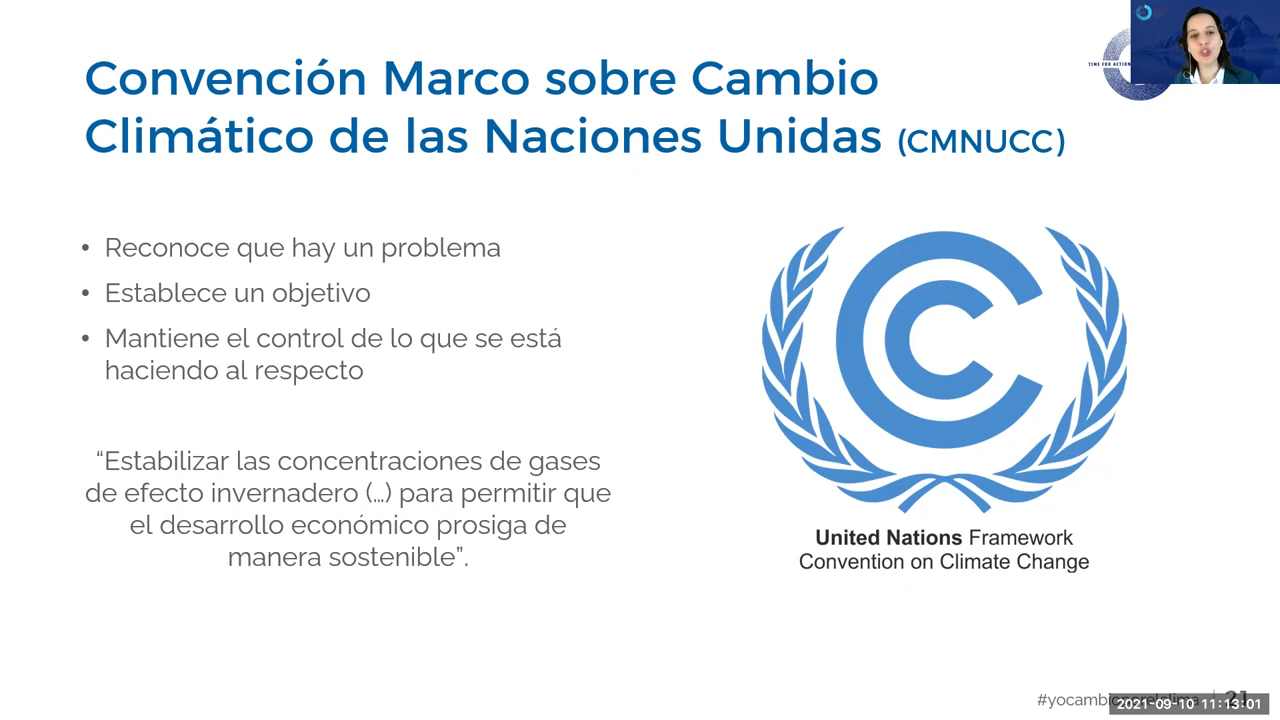 Convención Marco sobre Cambio
Climático de las Naciones Unidas (CMNUCC)
TIME FOR ACTION
• Reconoce que hay un problema
• Establece un objetivo
• Mantiene el control de lo que se está
haciendo al respecto
“Estabilizar las concentraciones de gases
de efecto invernadero (...) para permitir que
el desarrollo económico prosiga de
manera sostenible”.
United Nations Framework
Convention on Climate Change
2021-09-10 11:13:01